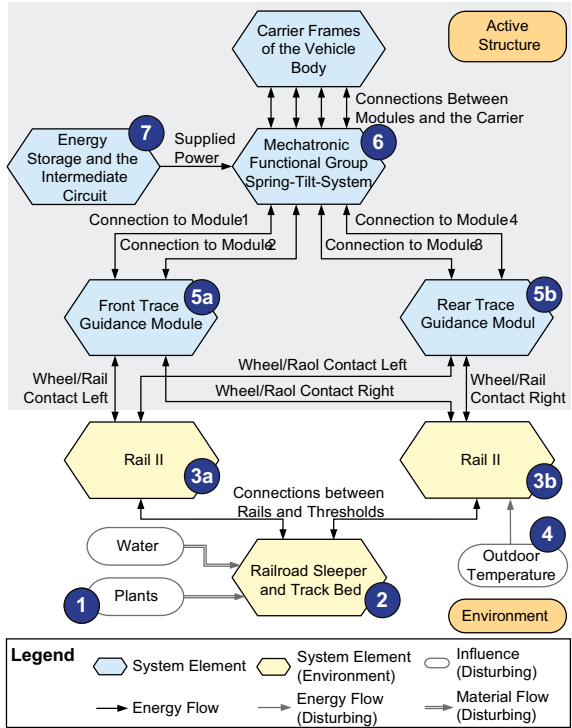 Carrier Frames
of the Vehicle
Body
Active
Structure
Connections Between
Modules and the Carrier
7
Energy
Storage and the
Intermediate
Circuit
Supplied
Power
6
Mechatronic
Functional Group
Spring-Tilt-System
Connection to Module1
Connection to Module2
Connection to Module4
Connection to Module3
5a
Front Trace
Guidance Module
5b
Rear Trace
Guidance Modul
Wheel/Rail
Contact Left
Wheel/Raol Contact Left
Wheel/Raol Contact Right
Wheel/Rail
Contact Right
Rail II
3a
Rail II
3b
Connections between
Rails and Thresholds
Water
1
Plants
Railroad Sleeper
and Track Bed
2
4
Outdoor
Temperature
Environment
Legend
System Element
System Element
(Environment)
Influence
(Disturbing)
Energy Flow
Energy Flow
(Disturbing)
Material Flow
(Disturbing)